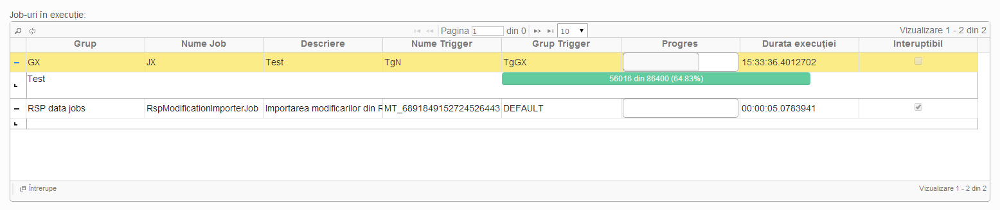 Job-uri în execuție:
Pagina 1 din 0 10 Vizualizare 1 - 2 din 2
Grup Nume Job Descriere Nume Trigger Grup Trigger Progres Durata execuției Interuptibil
GX JX Test TgN TgGX 15:33:36.4012702
Test 56016 din 86400 (64.83%)
RSP data jobs RspModificationImporterJob Importarea modificarilor din R MT_6891849152724526443 DEFAULT 00:00:05.0783941
Întrerupe Vizualizare 1 - 2 din 2